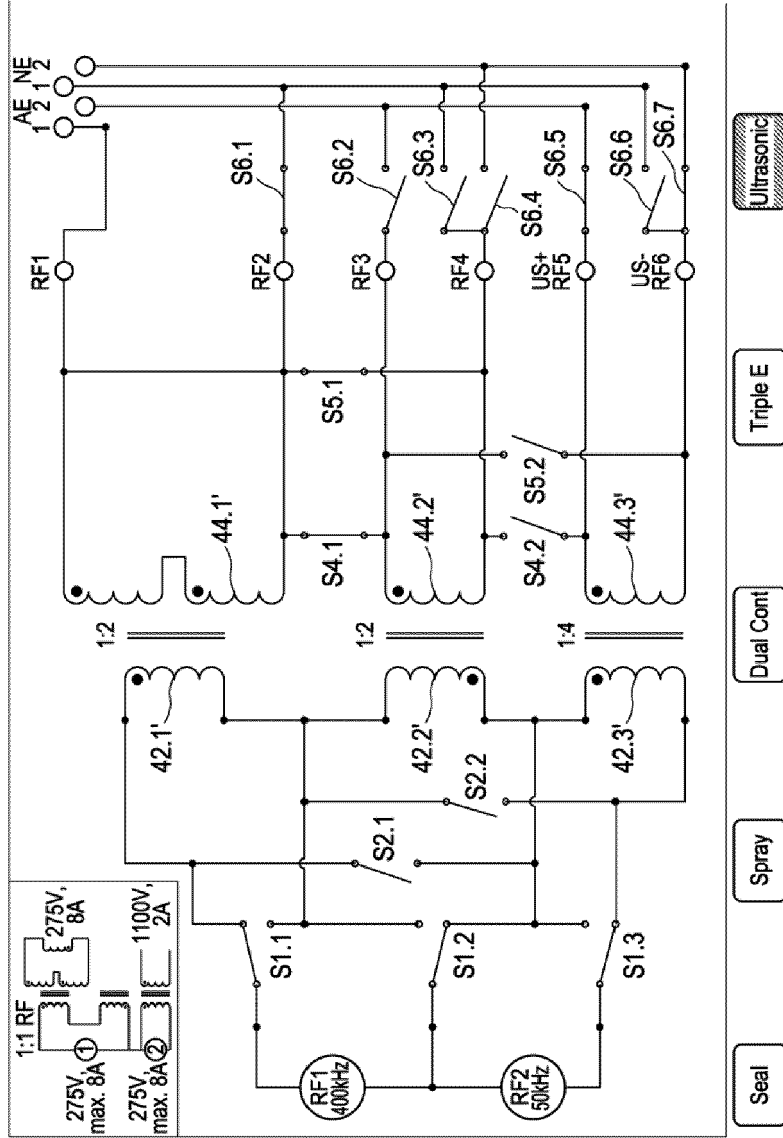 AE NE
1 2 1 2
RF1
RF2
RF3
RF4
US+
RF5
US-
RF6
S6.1
S6.2
S6.3
S6.4
S6.5
S6.6
S6.7
S5.1
S5.2
S4.1
S4.2
44.1'
44.2'
44.3'
1:2
1:2
1:4
42.1'
42.2'
42.3'
S2.1
S2.2
S1.1
S1.2
S1.3
RF1
400kHz
RF2
50kHz
1:1 RF
275V,
8A
1100V,
2A
275V,
max. 8A
1
275V,
max. 8A
2
Seal
Spray
Dual Cont
Triple E
Ultrasonic